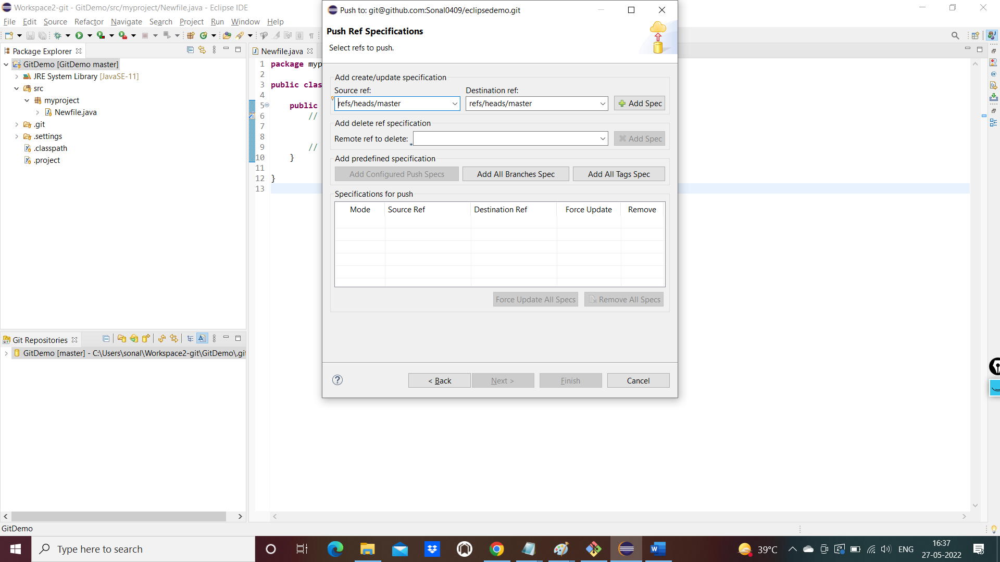 Workspace2-git - GitDemo/src/myproject/Newfile.java - Eclipse IDE
File Edit Source Refactor Navigate Search Project Run Window Help
Package Explorer
GitDemo [GitDemo master]
JRE System Library [JavaSE-11]
src
myproject
Newfile.java
.git
.settings
.classpath
.project
Newfile.java
1 package myp
2
3 public clas
4
5 public
6 //
7
8
9 //
10 }
11
12 }
13
Push to: git@github.com:Sonal0409/eclipsedemo.git
Push Ref Specifications
Select refs to push.
Add create/update specification
Source ref: Destination ref:
refs/heads/master refs/heads/master Add Spec
Add delete ref specification
Remote ref to delete: Add Spec
Add predefined specification
Add Configured Push Specs Add All Branches Spec Add All Tags Spec
Specifications for push
Mode Source Ref Destination Ref Force Update Remove
Force Update All Specs Remove All Specs
< Back Next > Finish Cancel
Git Repositories
GitDemo [master] - C:\Users\sonal\Workspace2-git\GitDemo\.git
GitDemo
Type here to search
39°C ENG
16:37
27-05-2022